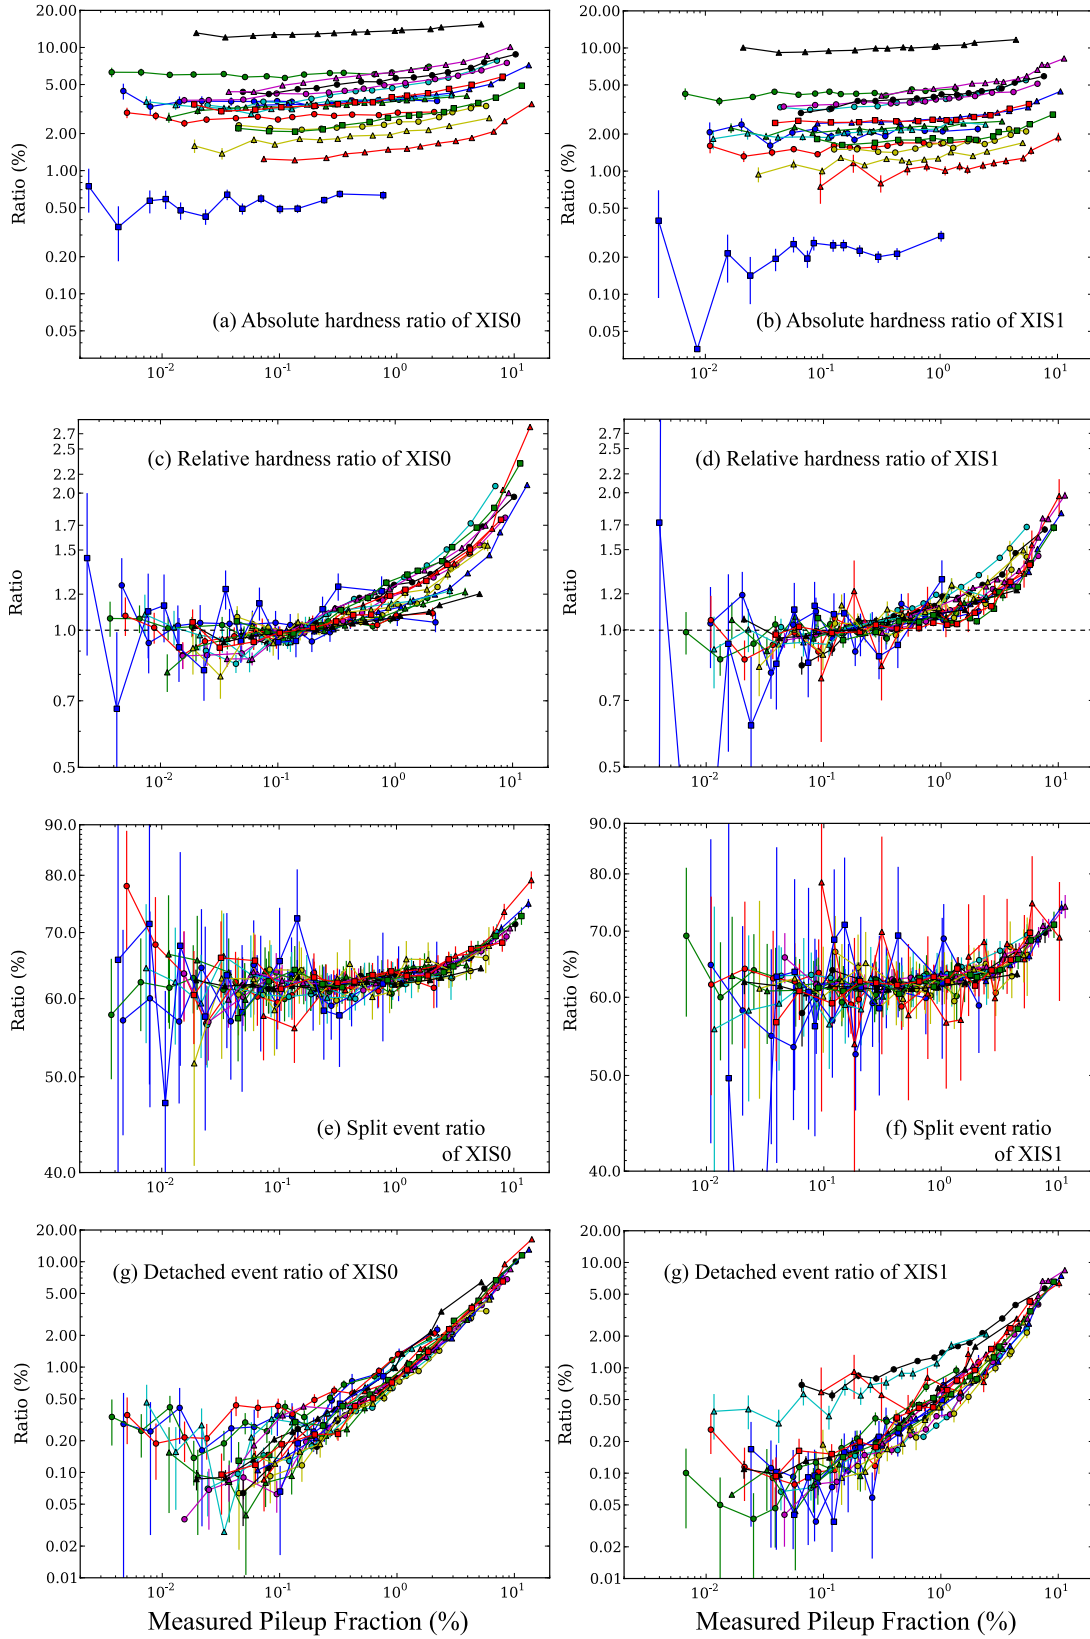 20.00
10.00
5.00
2.00
1.00
0.50
0.20
0.10
0.05
Ratio (%)
(a) Absolute hardness ratio of XIS0
10⁻² 10⁻¹ 10⁰ 10¹
20.00
10.00
5.00
2.00
1.00
0.50
0.20
0.10
0.05
Ratio (%)
(b) Absolute hardness ratio of XIS1
10⁻² 10⁻¹ 10⁰ 10¹
2.7
2.5
2.2
2.0
1.7
1.5
1.2
1.0
0.7
0.5
Ratio
(c) Relative hardness ratio of XIS0
10⁻² 10⁻¹ 10⁰ 10¹
2.7
2.5
2.2
2.0
1.7
1.5
1.2
1.0
0.7
0.5
Ratio
(d) Relative hardness ratio of XIS1
10⁻² 10⁻¹ 10⁰ 10¹
90.0
80.0
70.0
60.0
50.0
40.0
Ratio (%)
(e) Split event ratio
of XIS0
10⁻² 10⁻¹ 10⁰ 10¹
90.0
80.0
70.0
60.0
50.0
40.0
Ratio (%)
(f) Split event ratio
of XIS1
10⁻² 10⁻¹ 10⁰ 10¹
20.00
10.00
5.00
2.00
1.00
0.50
0.20
0.10
0.05
0.02
0.01
Ratio (%)
(g) Detached event ratio of XIS0
10⁻² 10⁻¹ 10⁰ 10¹
Measured Pileup Fraction (%)
20.00
10.00
5.00
2.00
1.00
0.50
0.20
0.10
0.05
0.02
0.01
Ratio (%)
(g) Detached event ratio of XIS1
10⁻² 10⁻¹ 10⁰ 10¹
Measured Pileup Fraction (%)